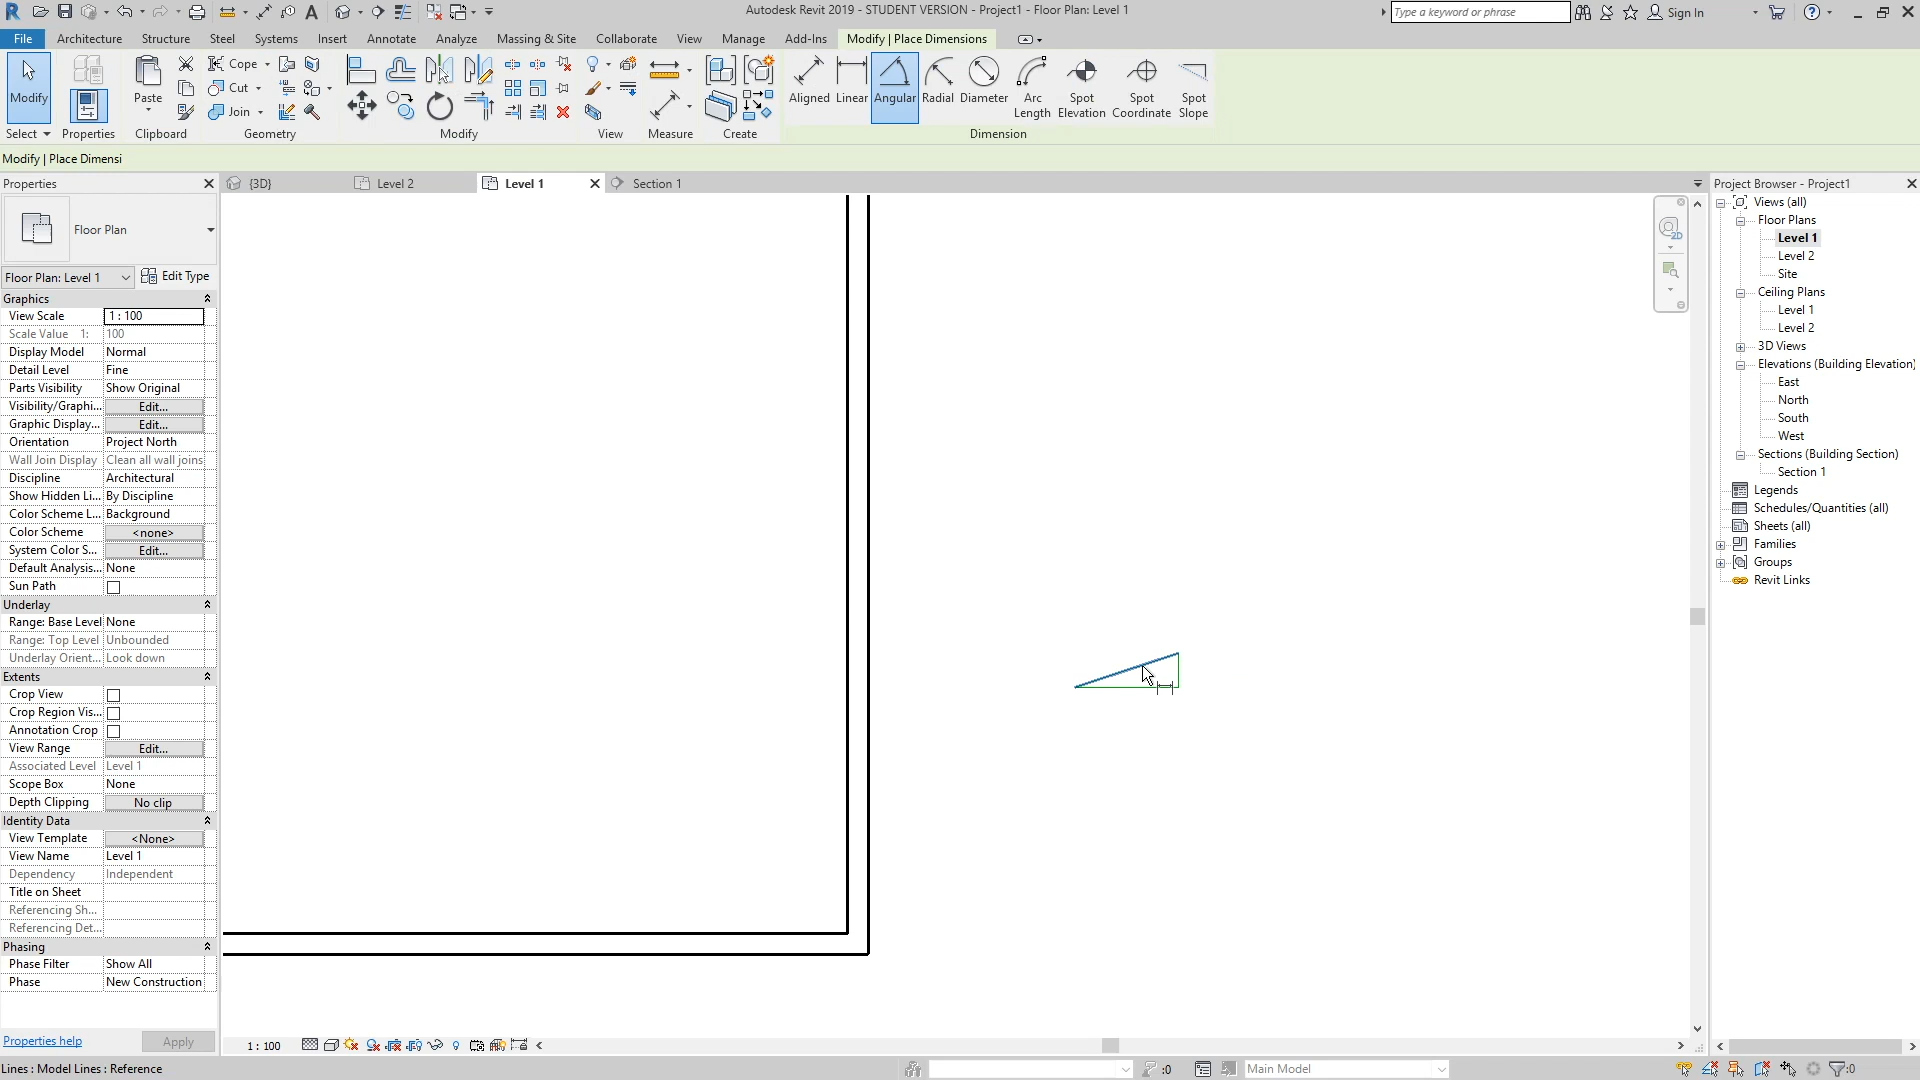 Autodesk Revit 2019 - STUDENT VERSION - Project1 - Floor Plan: Level 1
Type a keyword or phrase
Sign In
File Architecture Structure Steel Systems Insert Annotate Analyze Massing & Site Collaborate View Manage Add-Ins Modify | Place Dimensions
Modify
Paste
Cope
Cut
Join
Aligned Linear Angular Radial Diameter Arc Length Spot Elevation Spot Coordinate Spot Slope
Select Properties Clipboard Geometry Modify View Measure Create Dimension
Modify | Place Dimensi
Properties
{3D} Level 2 Level 1 Section 1
Floor Plan
Floor Plan: Level 1 Edit Type
Graphics
View Scale 1 : 100
Scale Value 1: 100
Display Model Normal
Detail Level Fine
Parts Visibility Show Original
Visibility/Graphi... Edit...
Graphic Display... Edit...
Orientation Project North
Wall Join Display Clean all wall joins
Discipline Architectural
Show Hidden Li... By Discipline
Color Scheme L... Background
Color Scheme <none>
System Color S... Edit...
Default Analysis... None
Sun Path
Underlay
Range: Base Level None
Range: Top Level Unbounded
Underlay Orient... Look down
Extents
Crop View
Crop Region Vis...
Annotation Crop
View Range Edit...
Associated Level Level 1
Scope Box None
Depth Clipping No clip
Identity Data
View Template <None>
View Name Level 1
Dependency Independent
Title on Sheet
Referencing Sh...
Referencing Det...
Phasing
Phase Filter Show All
Phase New Construction
Properties help Apply
Project Browser - Project1
Views (all)
Floor Plans
Level 1
Level 2
Site
Ceiling Plans
Level 1
Level 2
3D Views
Elevations (Building Elevation)
East
North
South
West
Sections (Building Section)
Section 1
Legends
Schedules/Quantities (all)
Sheets (all)
Families
Groups
Revit Links
2D
1 : 100
Lines : Model Lines : Reference
:0
Main Model
:0